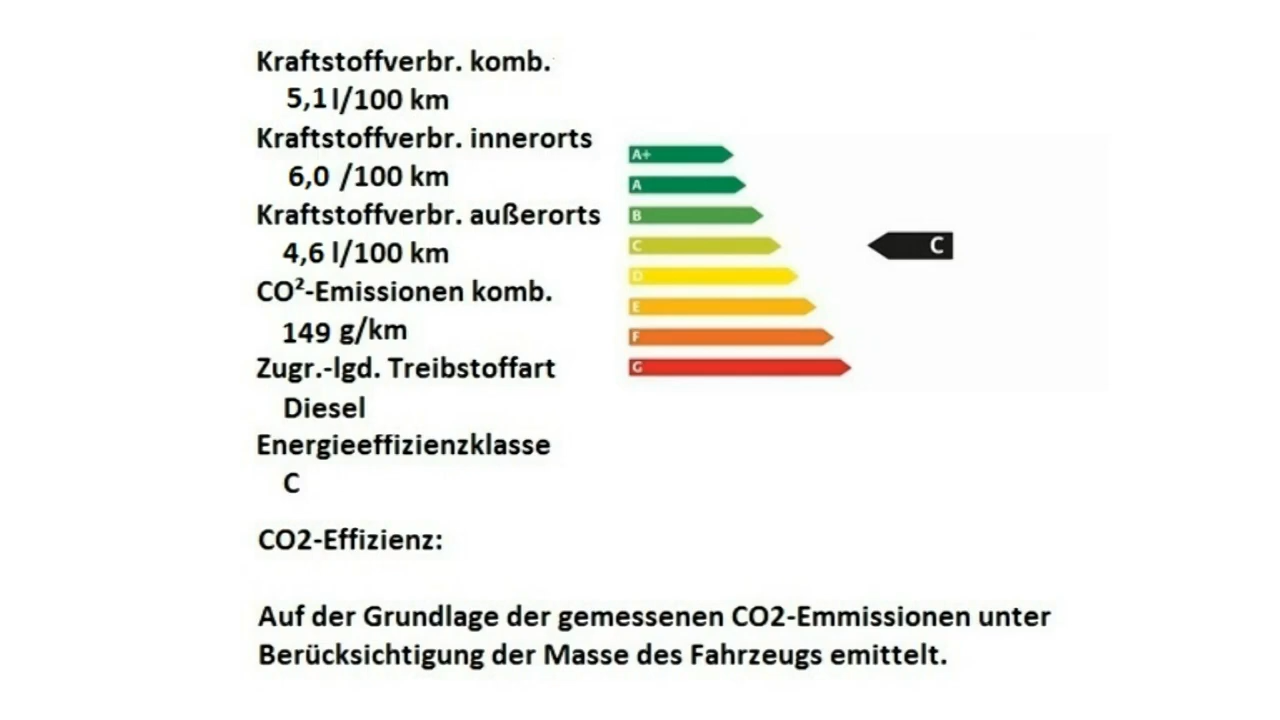 Kraftstoffverbr. komb.
5,1 l/100 km
Kraftstoffverbr. innerorts
6,0 /100 km
Kraftstoffverbr. außerorts
4,6 l/100 km
CO²-Emissionen komb.
149 g/km
Zugr.-lgd. Treibstoffart
Diesel
Energieeffizienzklasse
C
A+
A
B
C
D
E
F
G
C
CO2-Effizienz:
Auf der Grundlage der gemessenen CO2-Emmissionen unter
Berücksichtigung der Masse des Fahrzeugs emittelt.